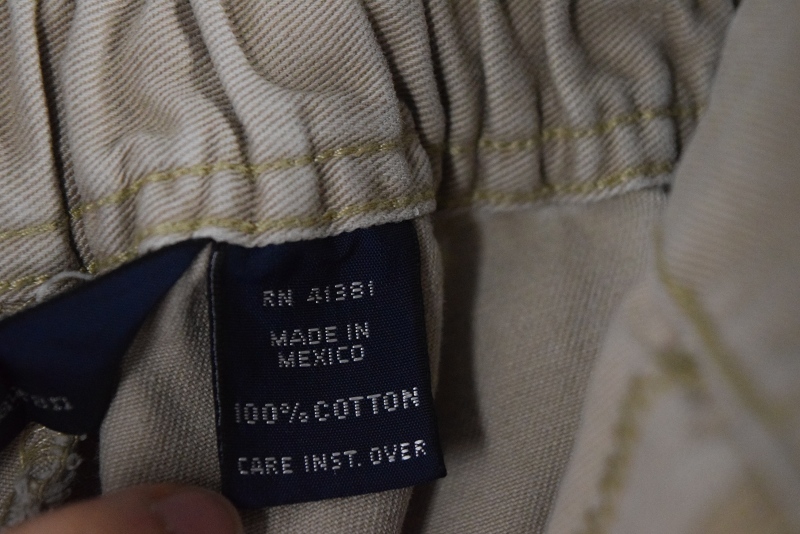 RN 41381
MADE IN
MEXICO
100% COTTON
CARE INST. OVER